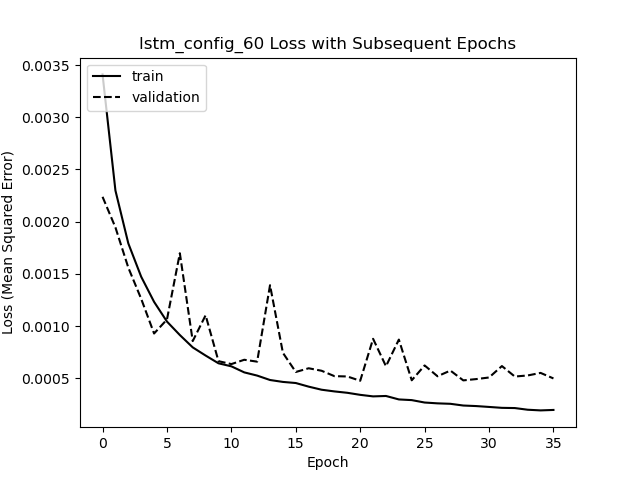 lstm_config_60 Loss with Subsequent Epochs
train
validation
Loss (Mean Squared Error)
0.0035
0.0030
0.0025
0.0020
0.0015
0.0010
0.0005
0 5 10 15 20 25 30 35
Epoch